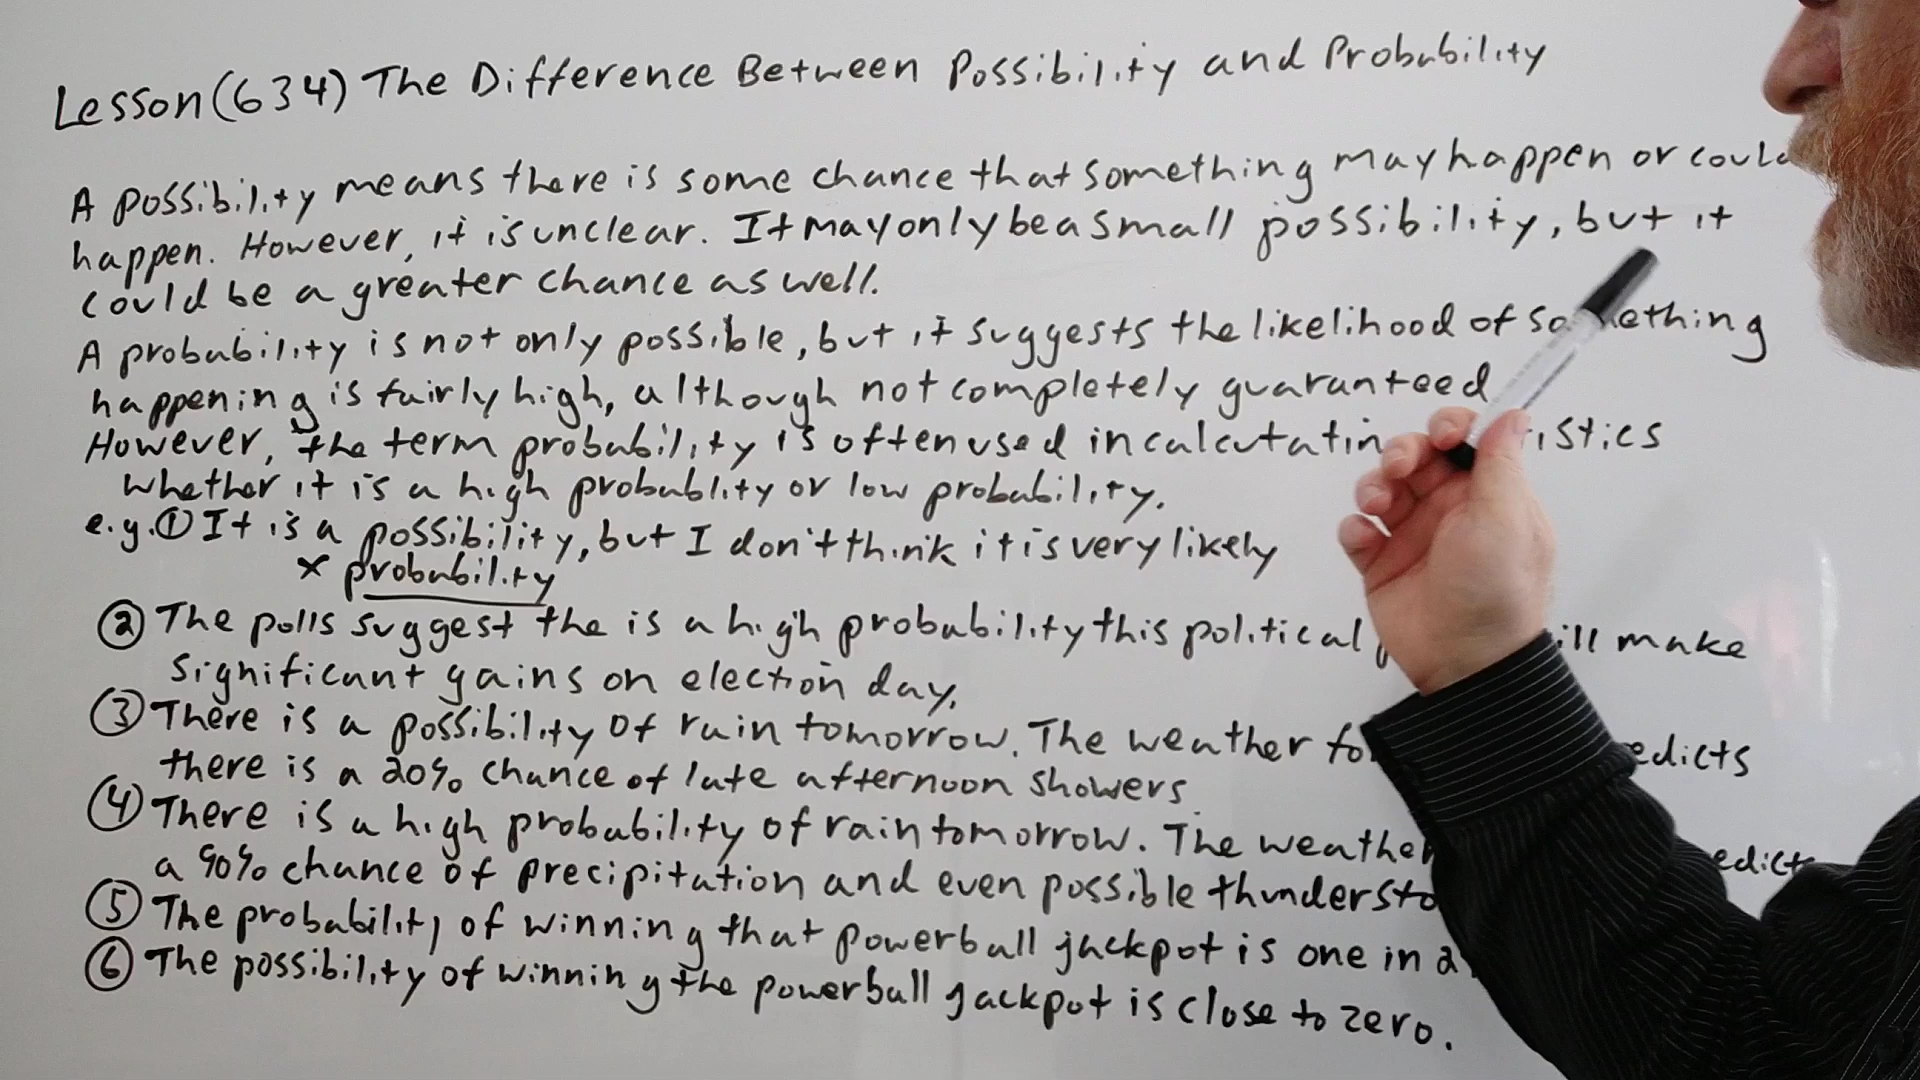 Lesson (634) The Difference Between Possibility and Probability
A possibility means there is some chance that something may happen or could
happen. However, it is unclear. It may only be a small possibility, but it
could be a greater chance as well.
A probability is not only possible, but it suggests the likelihood of something
happening is fairly high, although not completely guaranteed
However, the term probability is often used in calcutatin istics
whether it is a high probablity or low probability.
e.g. ① It is a possibility, but I don't think it is very likely
x probability
② The polls suggest the is a high probability this political ill make
significant gains on election day.
③ There is a possibility of rain tomorrow. The weather fo edicts
there is a 20% chance of late afternoon showers
④ There is a high probability of rain tomorrow. The weather edicts
a 90% chance of precipitation and even possible thundersto
⑤ The probability of winning that powerball jackpot is one in a
⑥ The possibility of winning the powerball jackpot is close to zero.